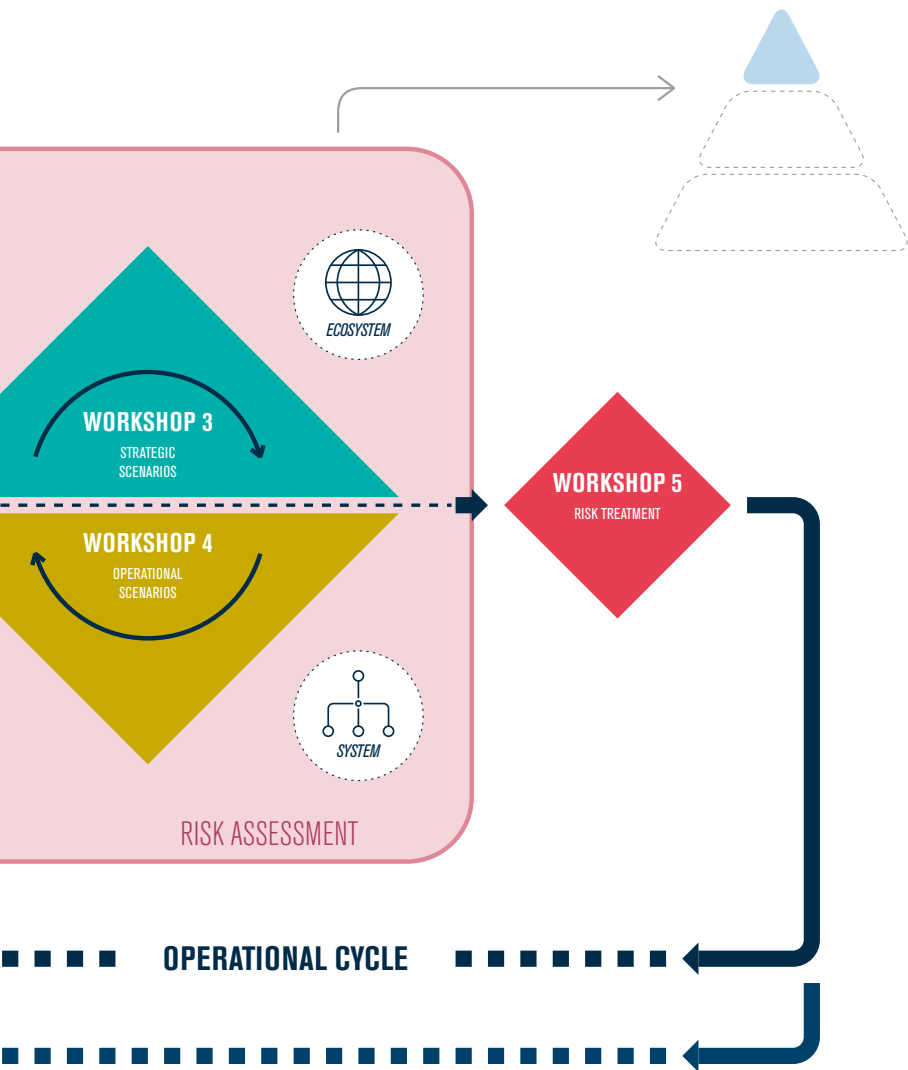 ECOSYSTEM
WORKSHOP 3
STRATEGIC
SCENARIOS
WORKSHOP 5
RISK TREATMENT
WORKSHOP 4
OPERATIONAL
SCENARIOS
SYSTEM
RISK ASSESSMENT
OPERATIONAL CYCLE